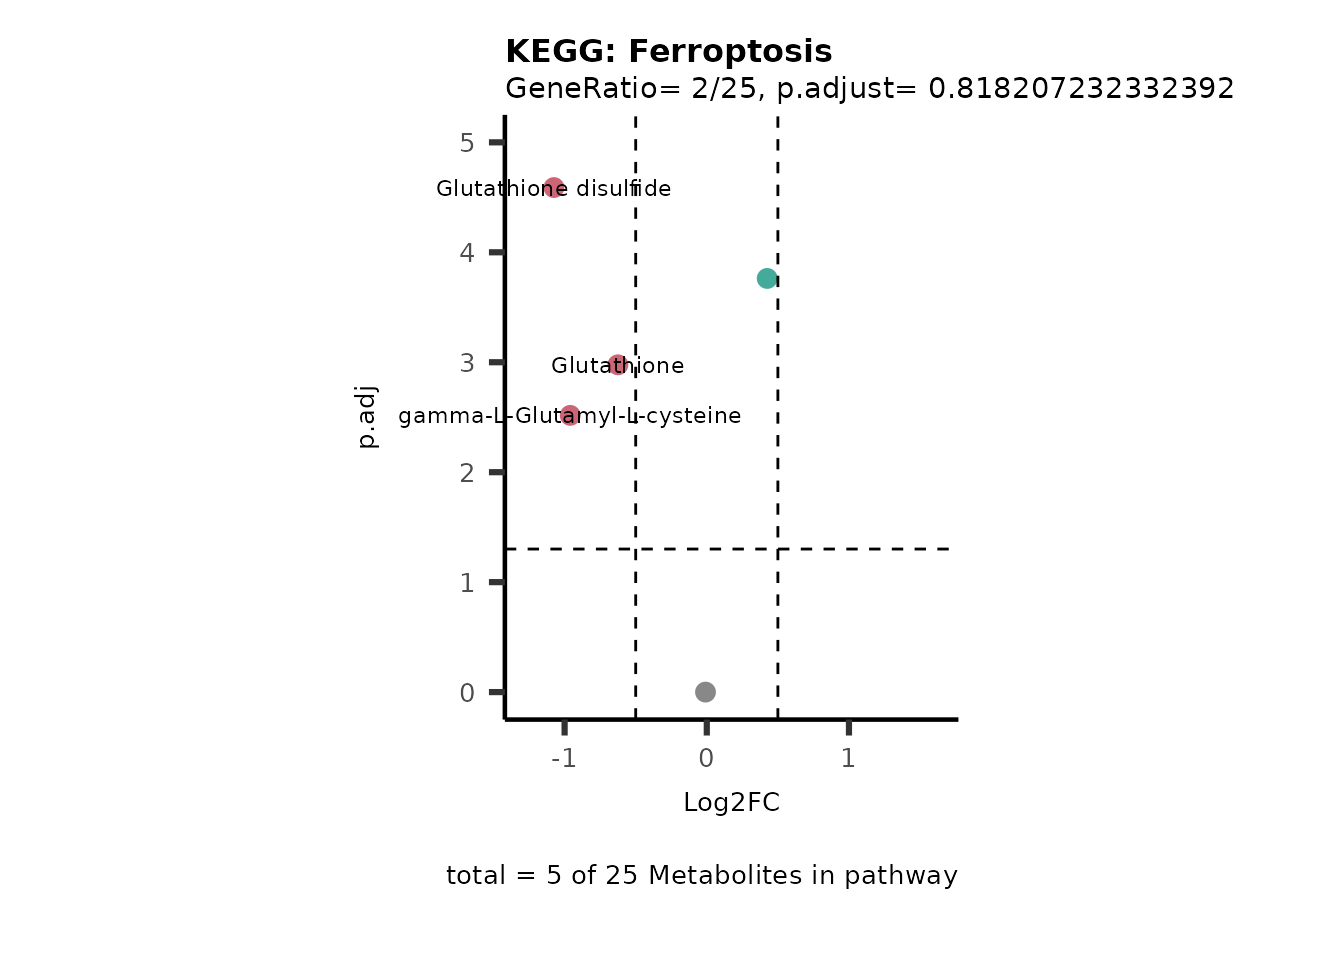 KEGG: Ferroptosis
GeneRatio= 2/25, p.adjust= 0.818207232332392
5
Glutathione disulfide
4
3
Glutathione
gamma-L-Glutamyl-L-cysteine
p.adj
2
1
0
-1 0 1
Log2FC
total = 5 of 25 Metabolites in pathway